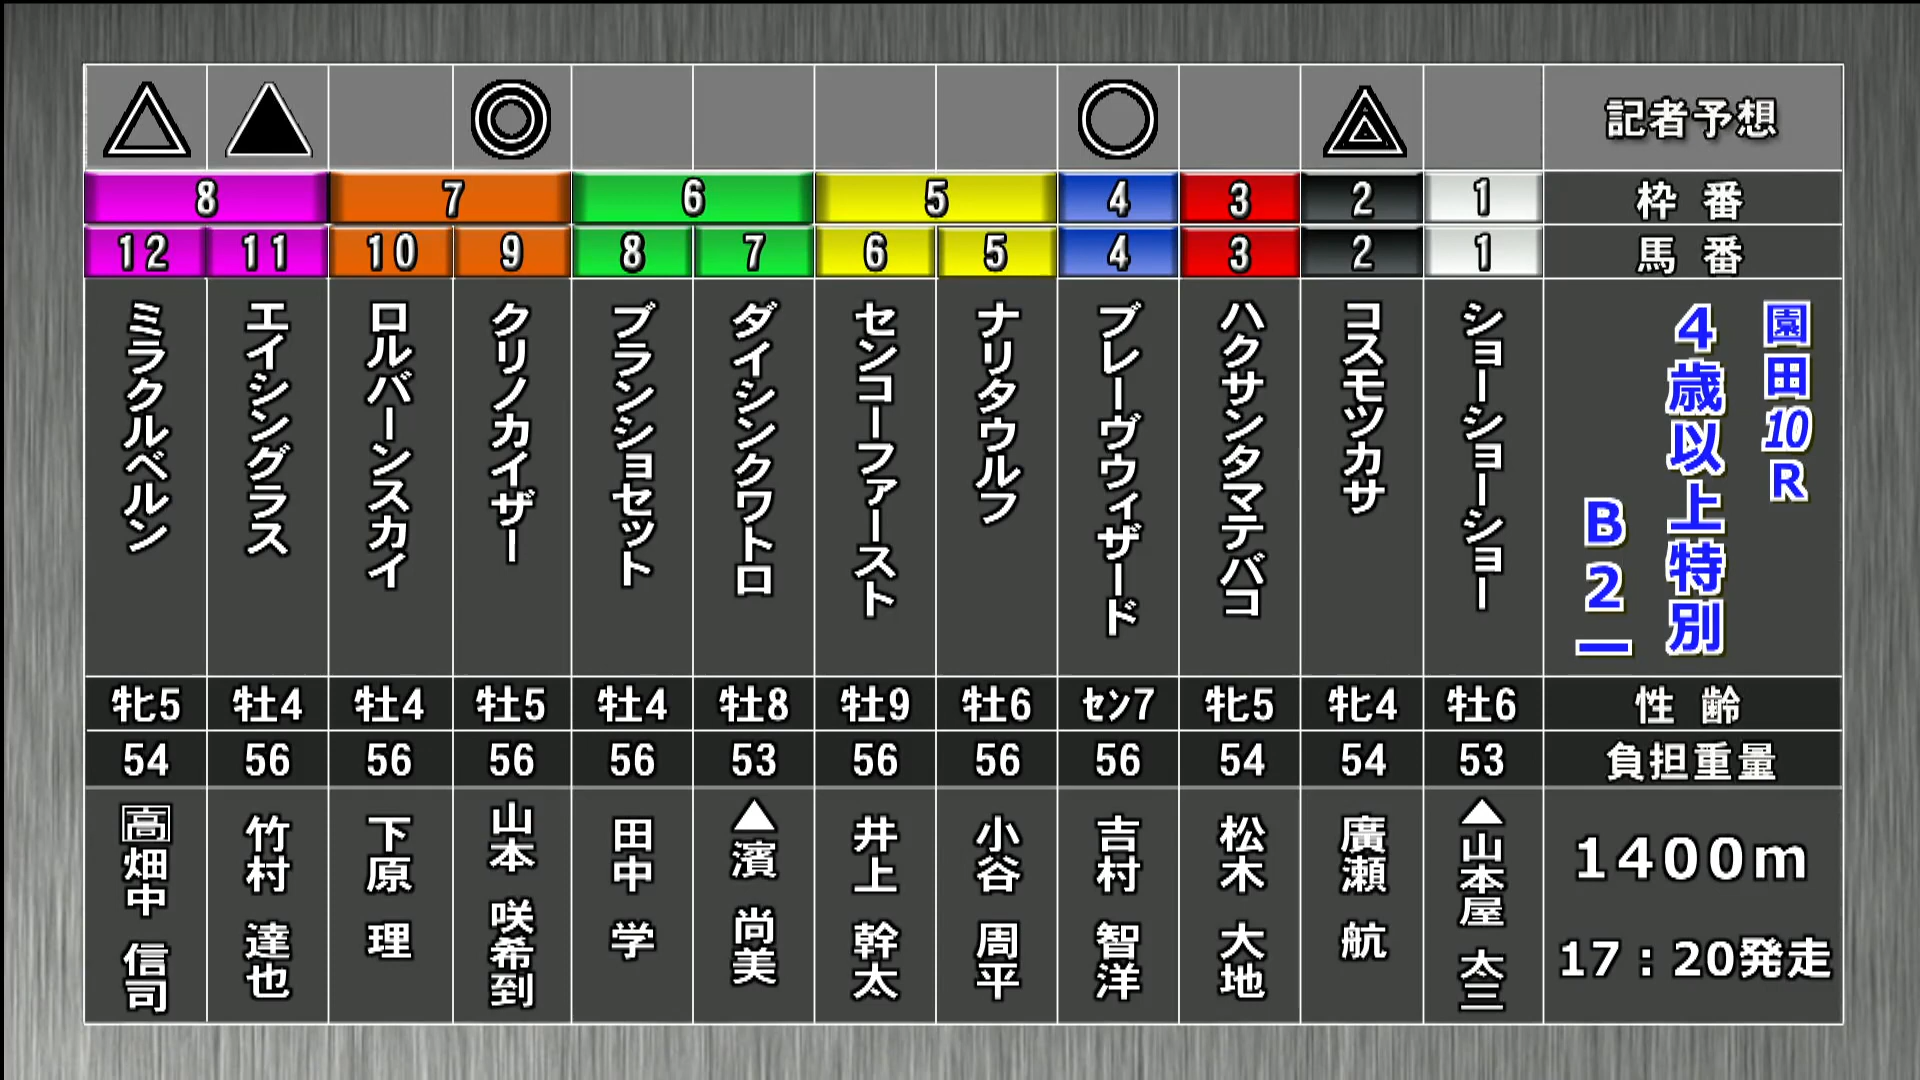 記者予想
△ ▲ ◎ ○
枠番
8 7 6 5 4 3 2 1
馬番
12 11 10 9 8 7 6 5 4 3 2 1
園田10R
4歳以上特別
B2一
ショーショーショー
コスモツカサ
ハクサンタマテバコ
ブレーヴウィザード
ナリタウルフ
センコーファースト
ダイシンクワトロ
ブランショセット
クリノカイザー
ロルバーンスカイ
エイシングラス
ミラクルベルン
性齢
牝5 牡4 牡4 牡5 牡4 牡8 牡9 牡6 セン7 牝5 牝4 牡6
負担重量
54 56 56 56 56 53 56 56 56 54 54 53
1400m
17：20発走
▲山本屋 太三
廣瀬 航
松木 大地
吉村 智洋
小谷 周平
井上 幹太
▲濱 尚美
田中 学
山本 咲希到
下原 理
竹村 達也
高畑中 信司